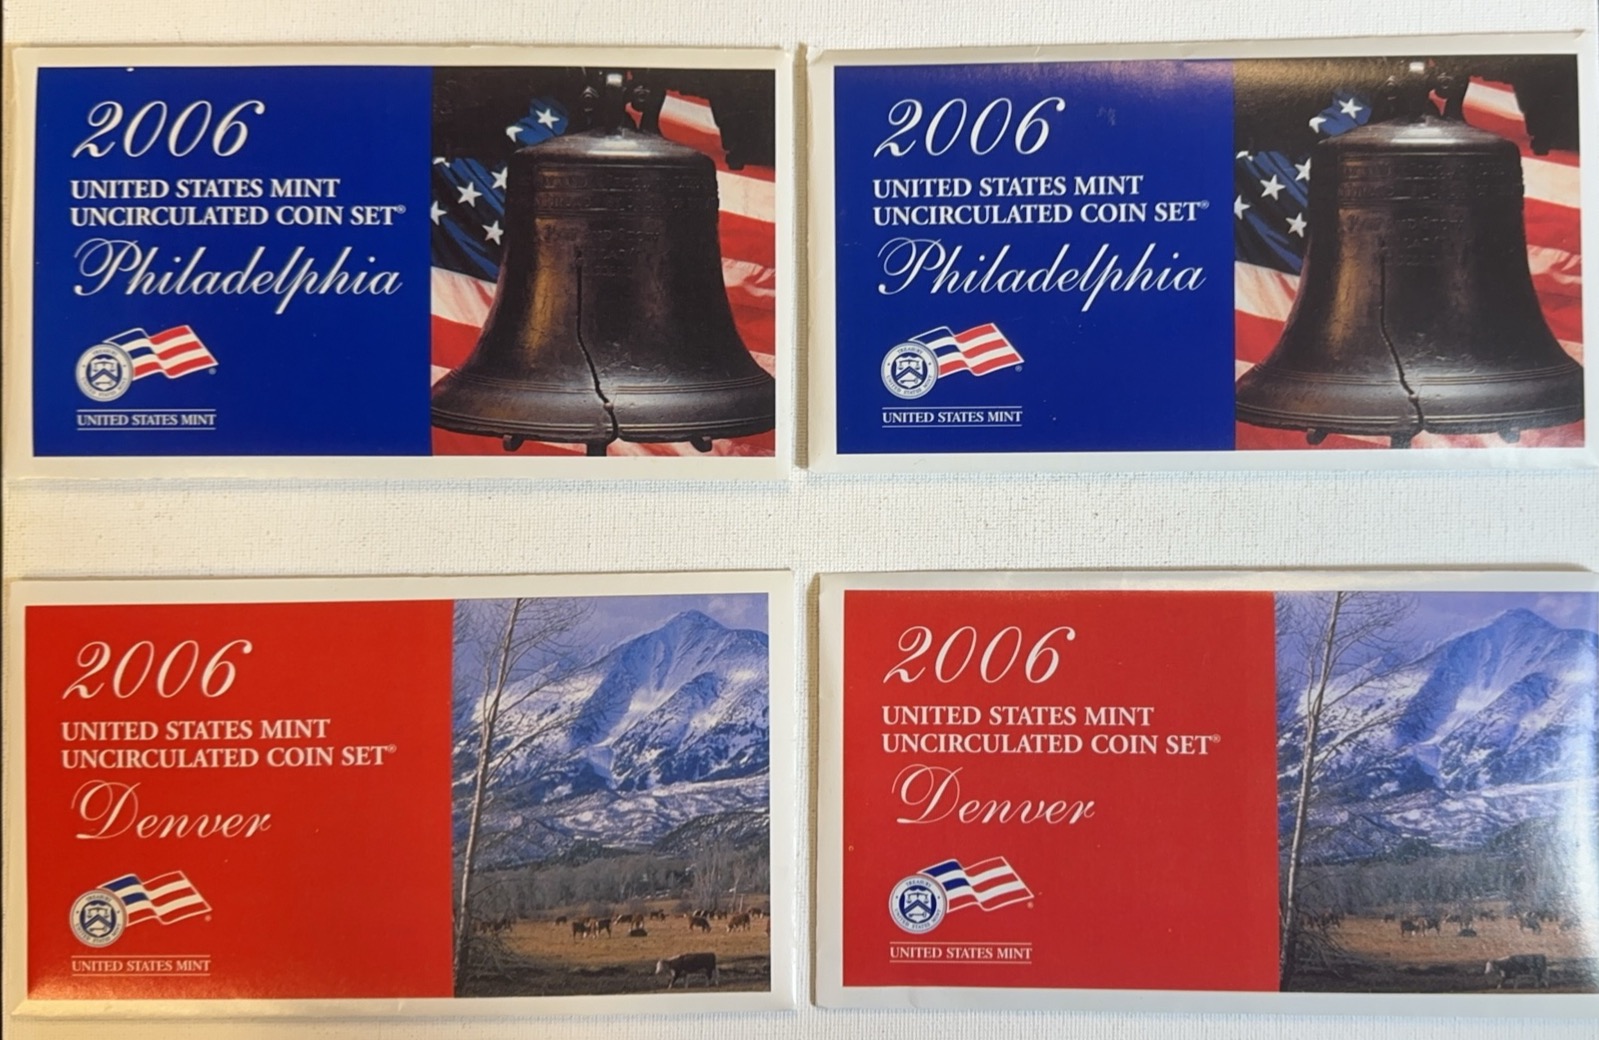 2006
UNITED STATES MINT
UNCIRCULATED COIN SET®
Philadelphia
UNITED STATES MINT
2006
UNITED STATES MINT
UNCIRCULATED COIN SET®
Philadelphia
UNITED STATES MINT
2006
UNITED STATES MINT
UNCIRCULATED COIN SET®
Denver
UNITED STATES MINT
2006
UNITED STATES MINT
UNCIRCULATED COIN SET®
Denver
UNITED STATES MINT